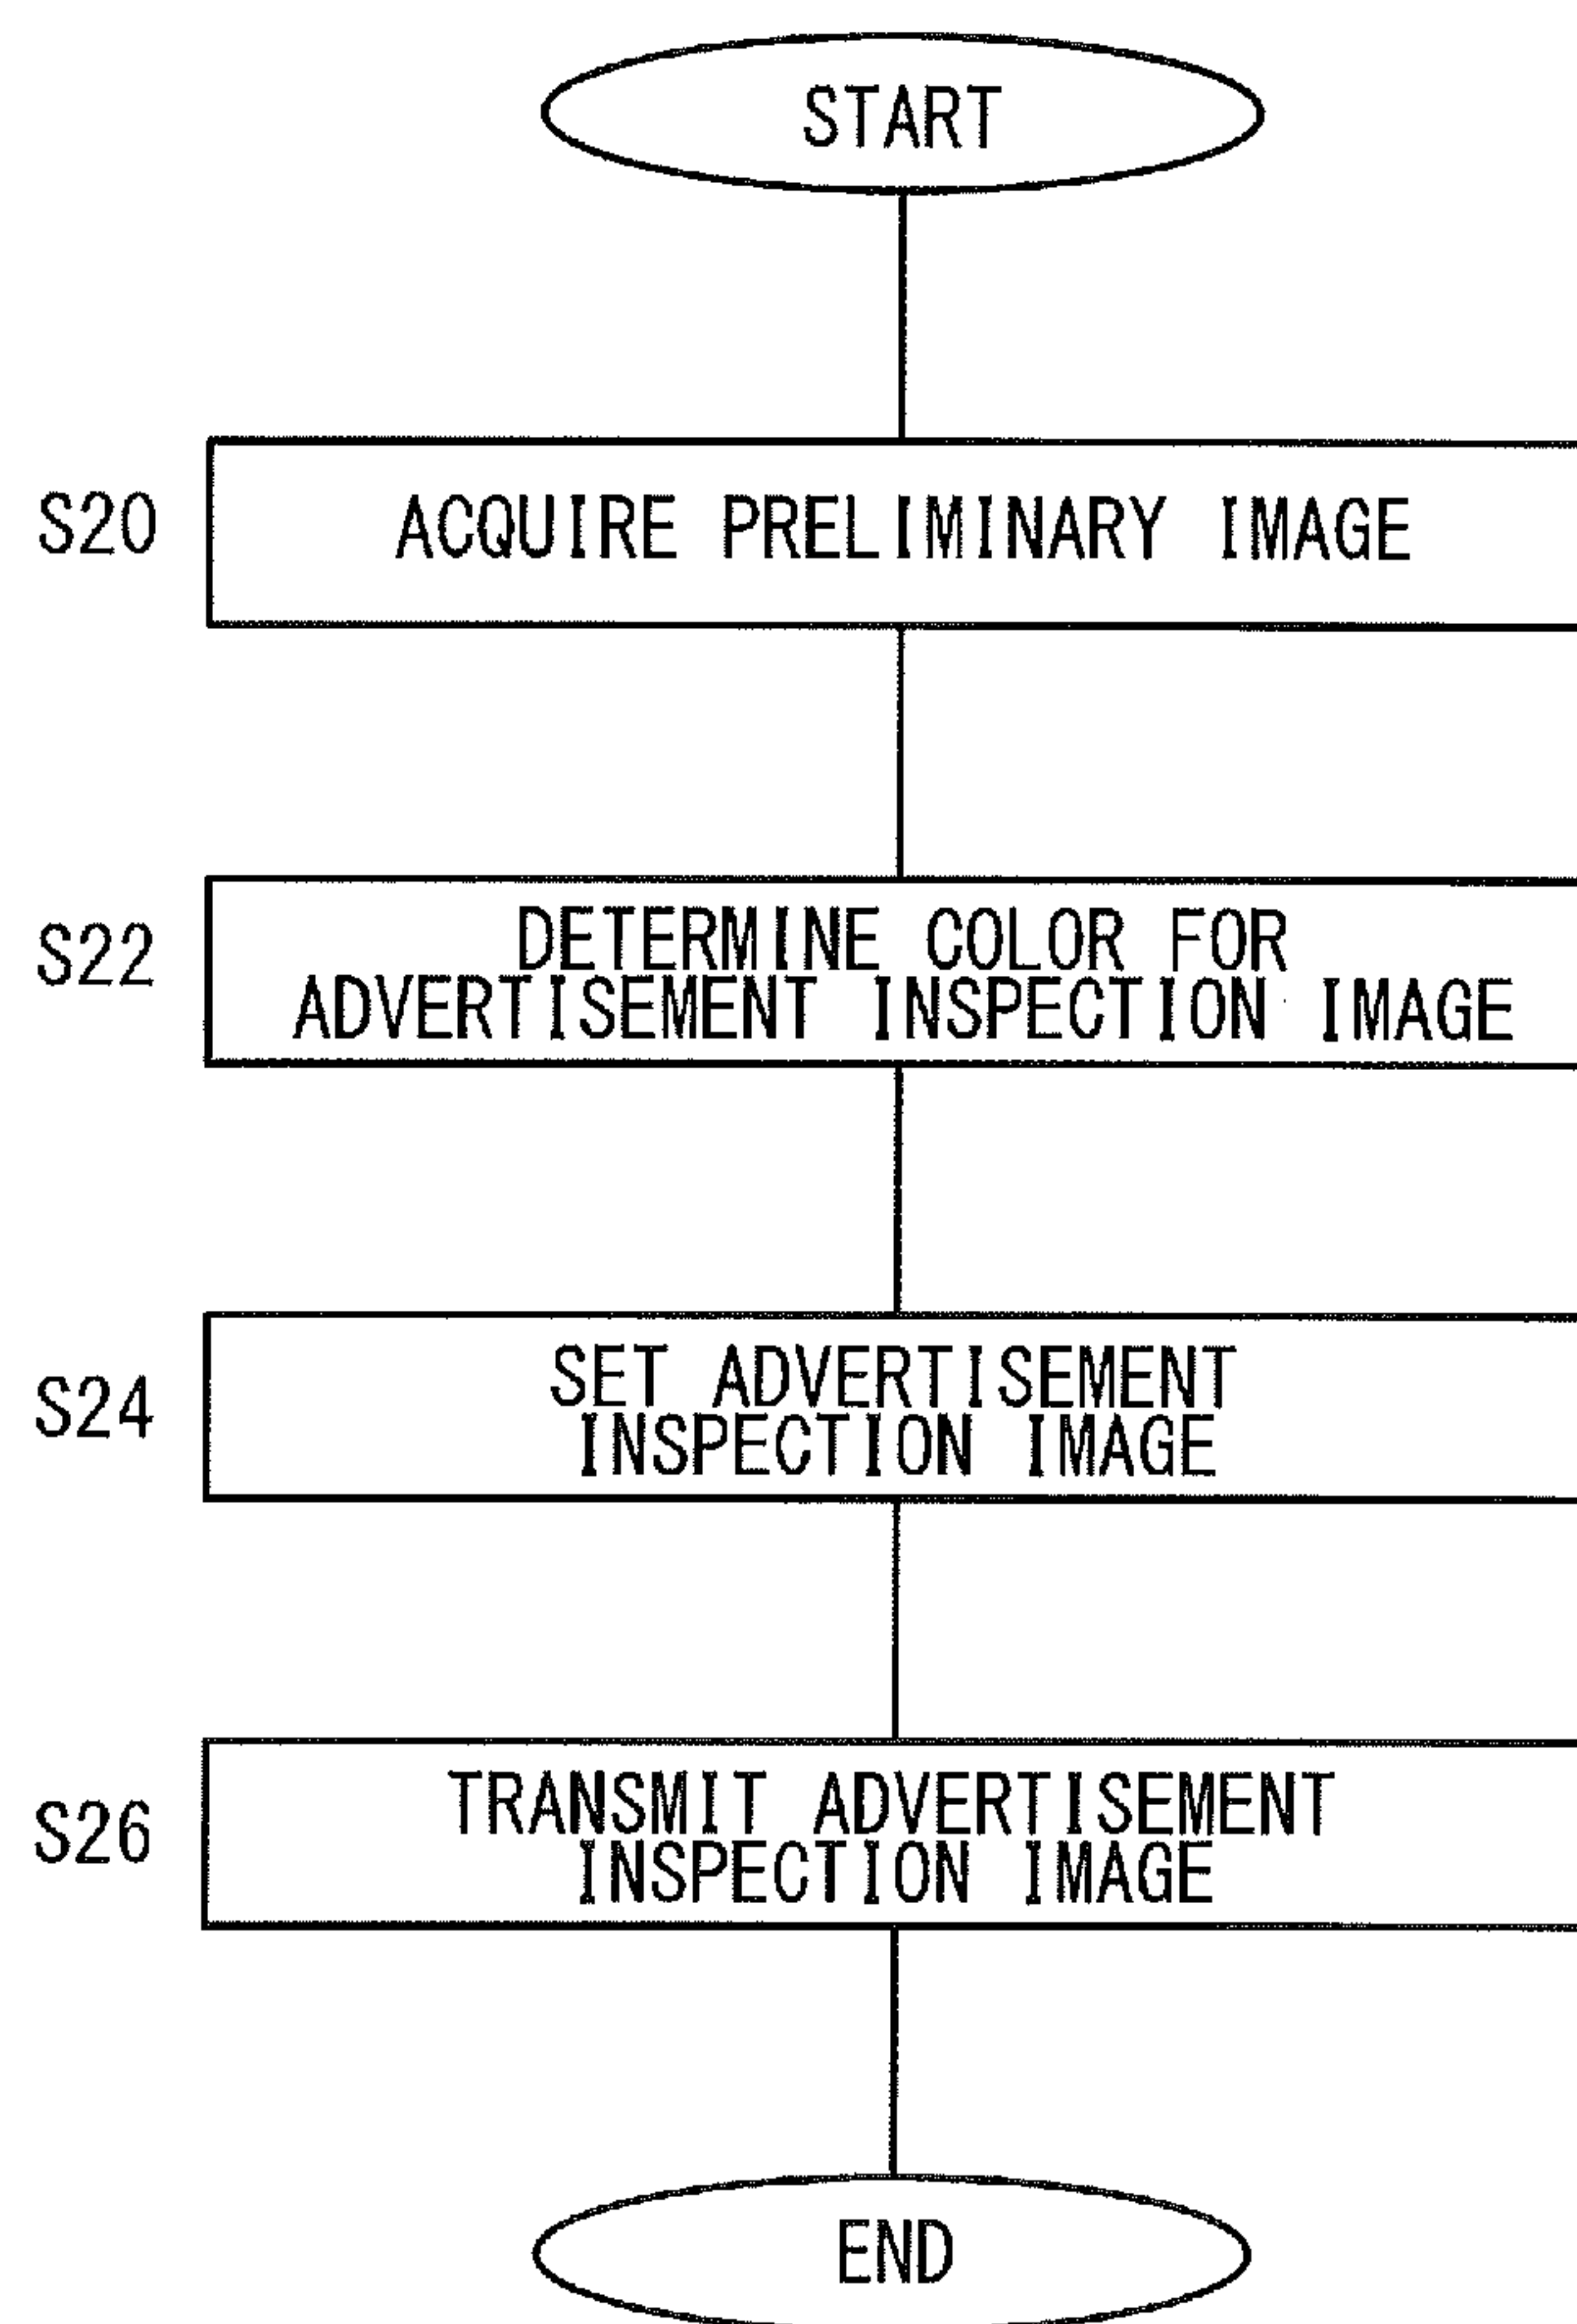 START
S20
ACQUIRE PRELIMINARY IMAGE
S22
DETERMINE COLOR FOR
ADVERTISEMENT INSPECTION IMAGE
S24
SET ADVERTISEMENT
INSPECTION IMAGE
S26
TRANSMIT ADVERTISEMENT
INSPECTION IMAGE
END